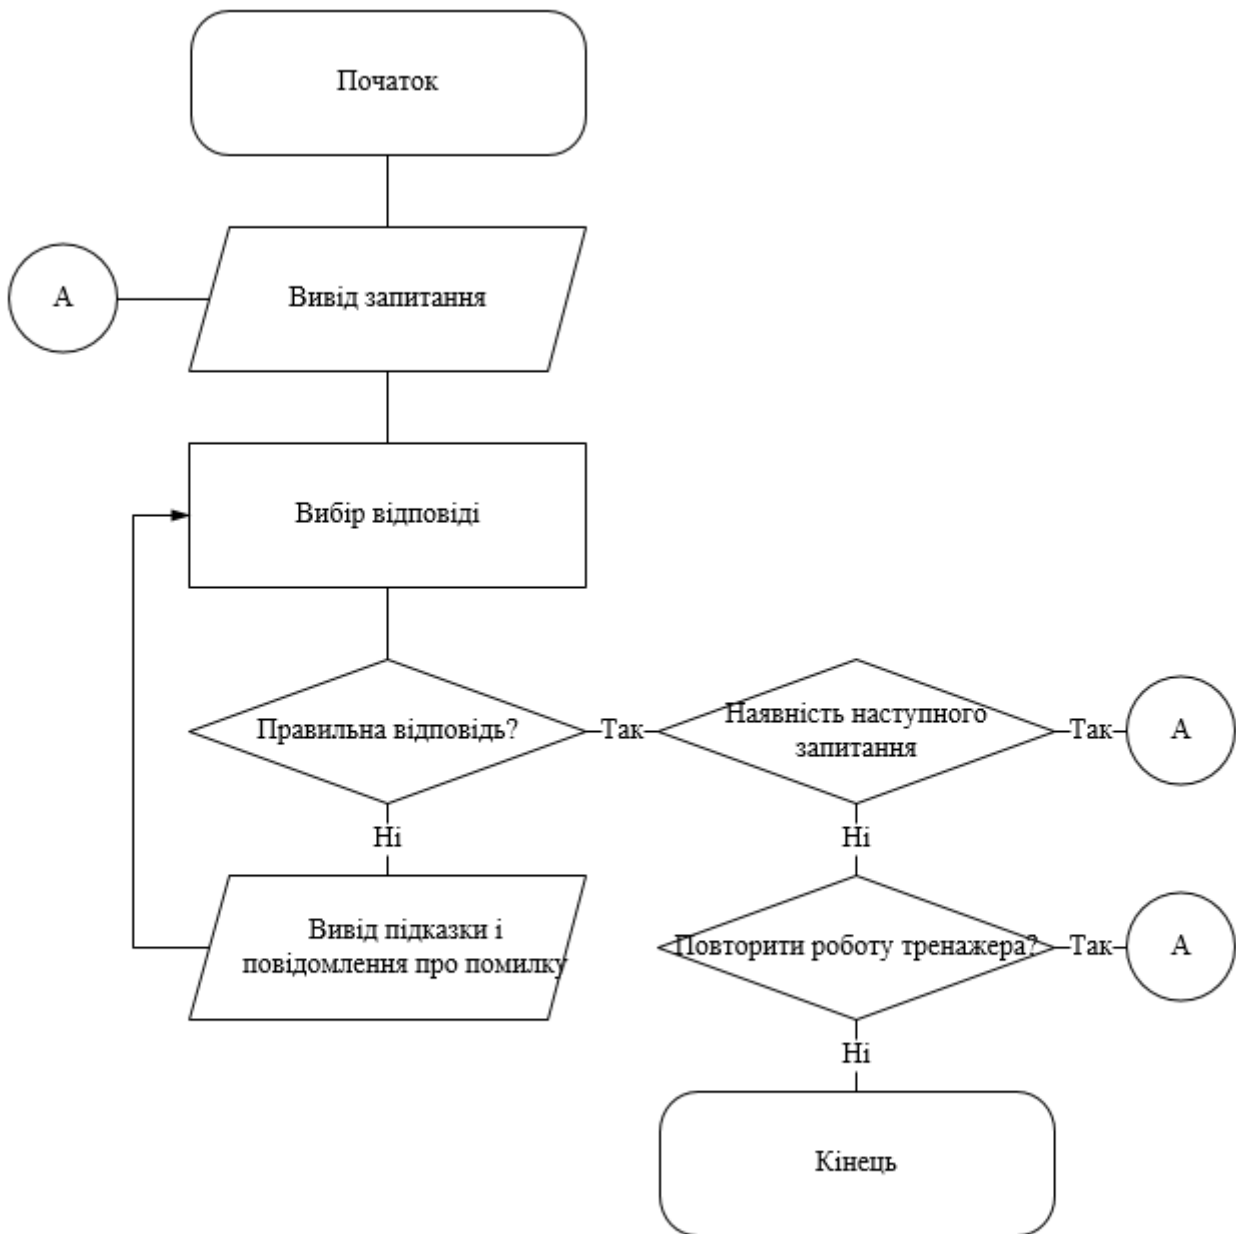 Початок
А
Вивід запитання
Вибір відповіді
Правильна відповідь?
Так
Наявність наступного
запитання
Так
А
Ні
Ні
Вивід підказки і
повідомлення про помилку
Повторити роботу тренажера?
Так
А
Ні
Кінець